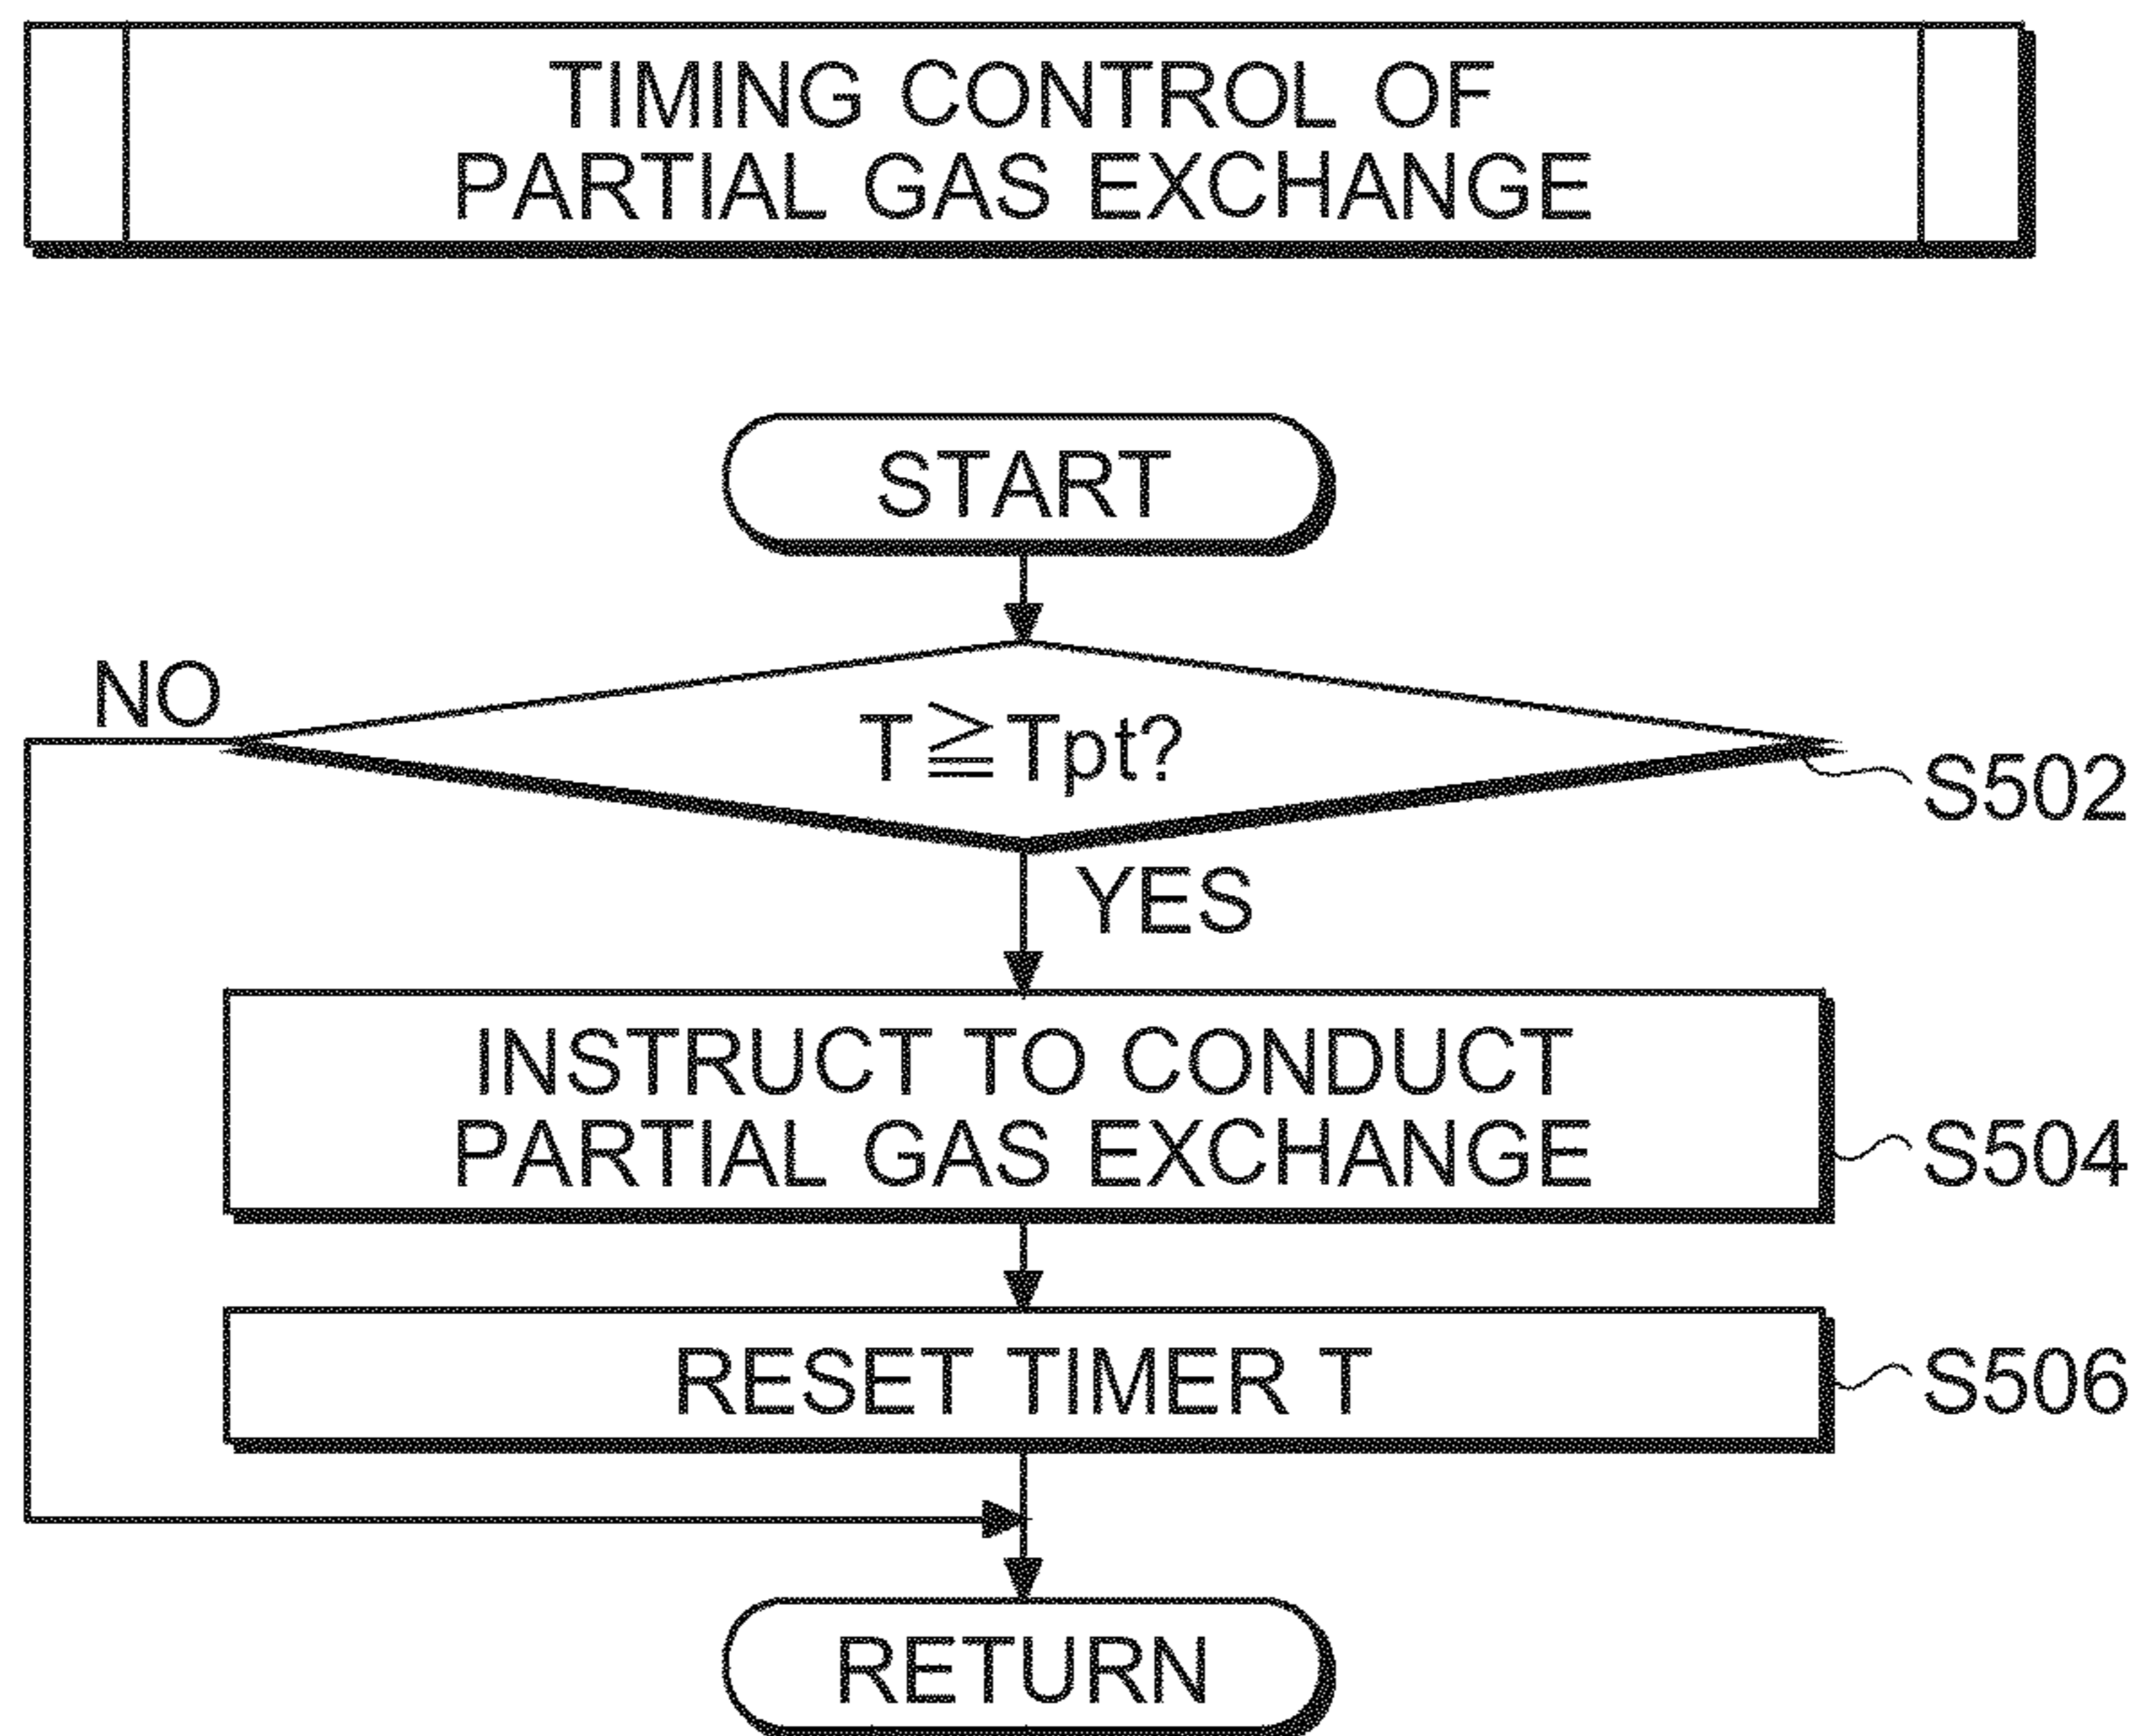 TIMING CONTROL OF
PARTIAL GAS EXCHANGE
START
NO
T≧Tpt?
S502
YES
INSTRUCT TO CONDUCT
PARTIAL GAS EXCHANGE
S504
RESET TIMER T
S506
RETURN